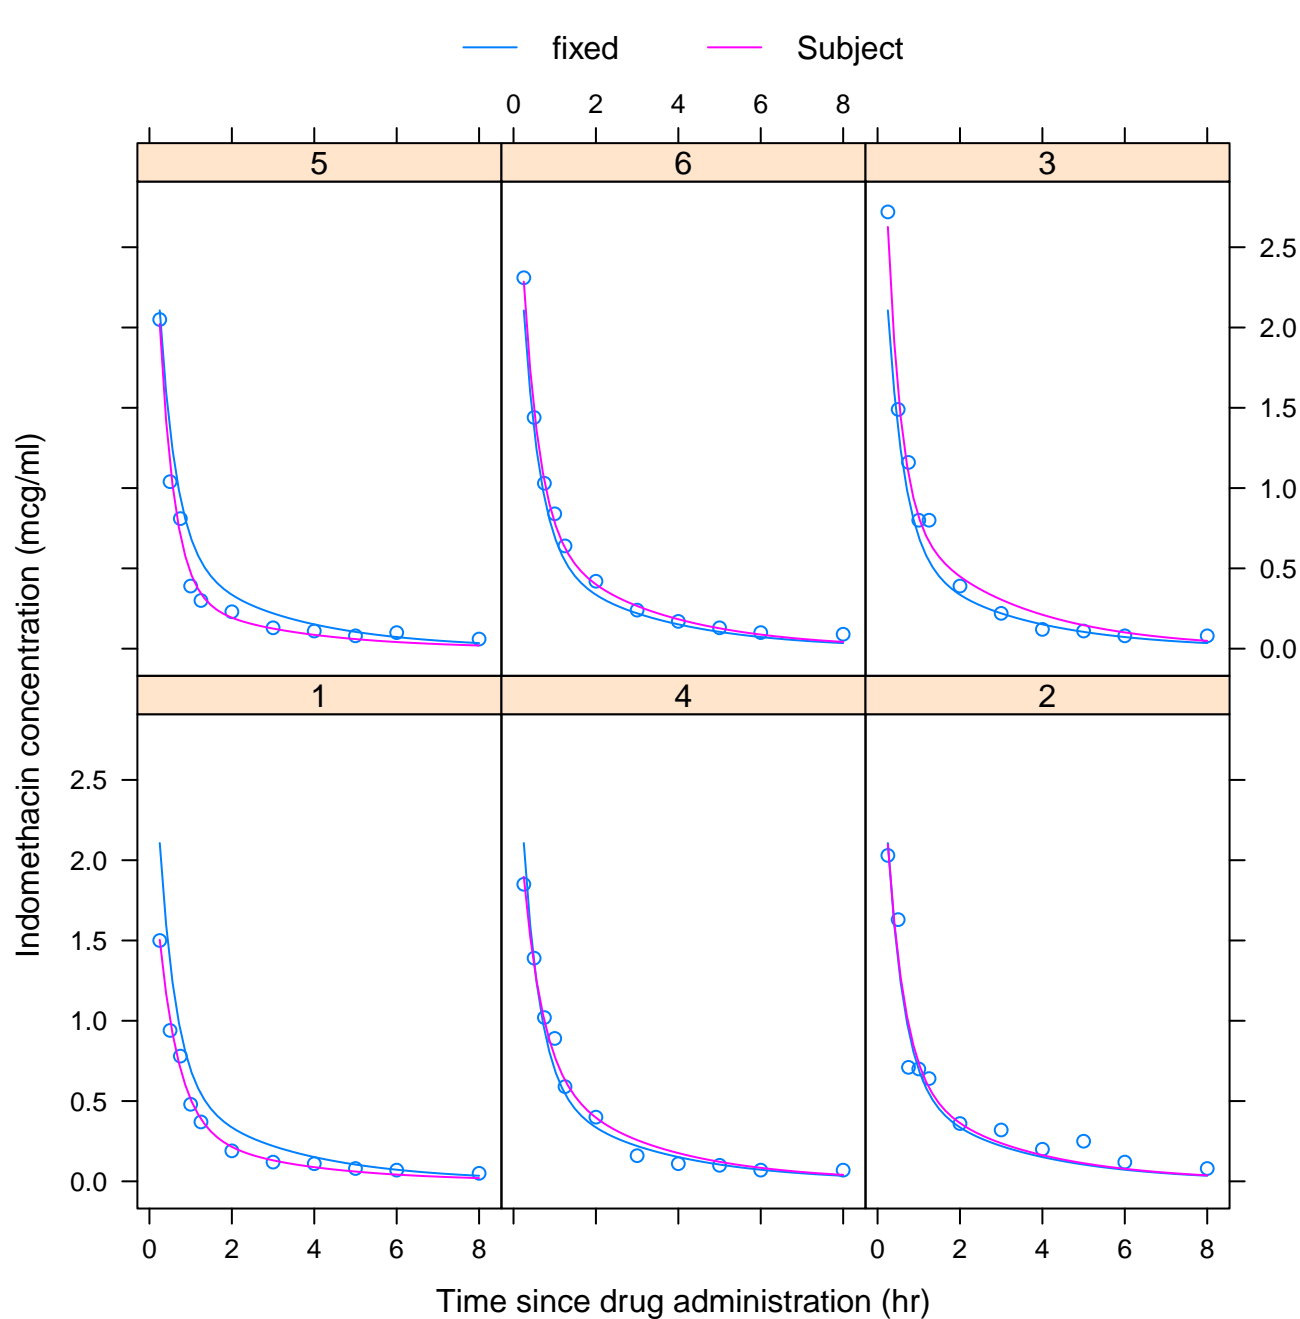 fixed Subject
0 2 4 6 8
5 6 3
2.5
2.0
1.5
1.0
0.5
0.0
1 4 2
2.5
2.0
1.5
1.0
0.5
0.0
0 2 4 6 8 0 2 4 6 8
Time since drug administration (hr)
Indomethacin concentration (mcg/ml)